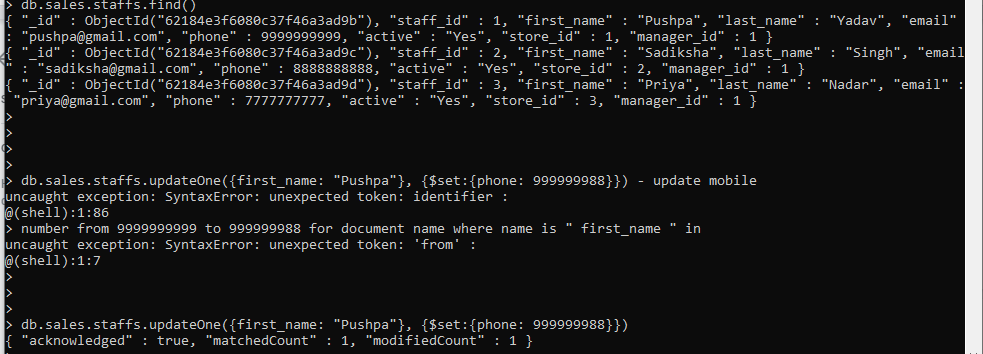 > db.sales.staffs.find()
{ "_id" : ObjectId("62184e3f6080c37f46a3ad9b"), "staff_id" : 1, "first_name" : "Pushpa", "last_name" : "Yadav", "email"
: "pushpa@gmail.com", "phone" : 9999999999, "active" : "Yes", "store_id" : 1, "manager_id" : 1 }
{ "_id" : ObjectId("62184e3f6080c37f46a3ad9c"), "staff_id" : 2, "first_name" : "Sadiksha", "last_name" : "Singh", "email
" : "sadiksha@gmail.com", "phone" : 8888888888, "active" : "Yes", "store_id" : 2, "manager_id" : 1 }
{ "_id" : ObjectId("62184e3f6080c37f46a3ad9d"), "staff_id" : 3, "first_name" : "Priya", "last_name" : "Nadar", "email" :
"priya@gmail.com", "phone" : 7777777777, "active" : "Yes", "store_id" : 3, "manager_id" : 1 }
>
>
>
>
> db.sales.staffs.updateOne({first_name: "Pushpa"}, {$set:{phone: 999999988}}) - update mobile
uncaught exception: SyntaxError: unexpected token: identifier :
@(shell):1:86
> number from 9999999999 to 999999988 for document name where name is " first_name " in
uncaught exception: SyntaxError: unexpected token: 'from' :
@(shell):1:7
>
>
>
> db.sales.staffs.updateOne({first_name: "Pushpa"}, {$set:{phone: 999999988}})
{ "acknowledged" : true, "matchedCount" : 1, "modifiedCount" : 1 }